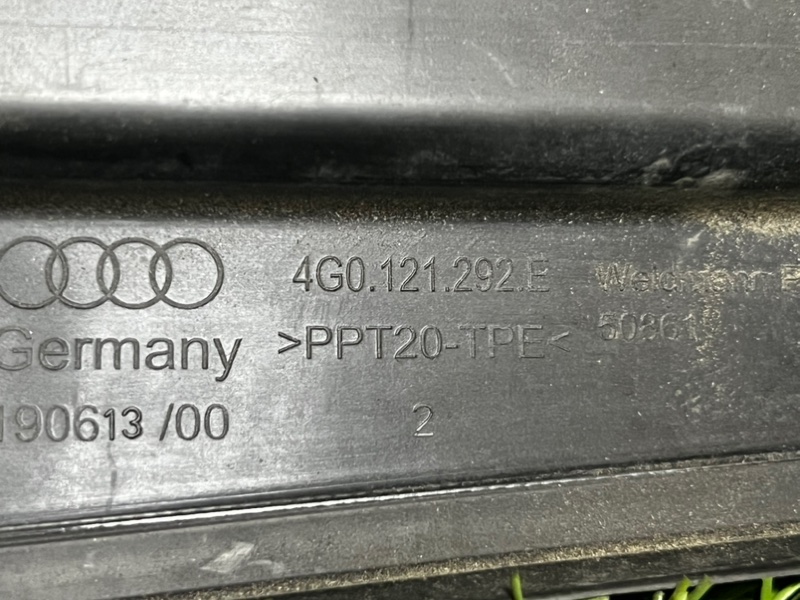 4G0.121.292.E
Germany >PPT20-TPE<
190613 /00 2